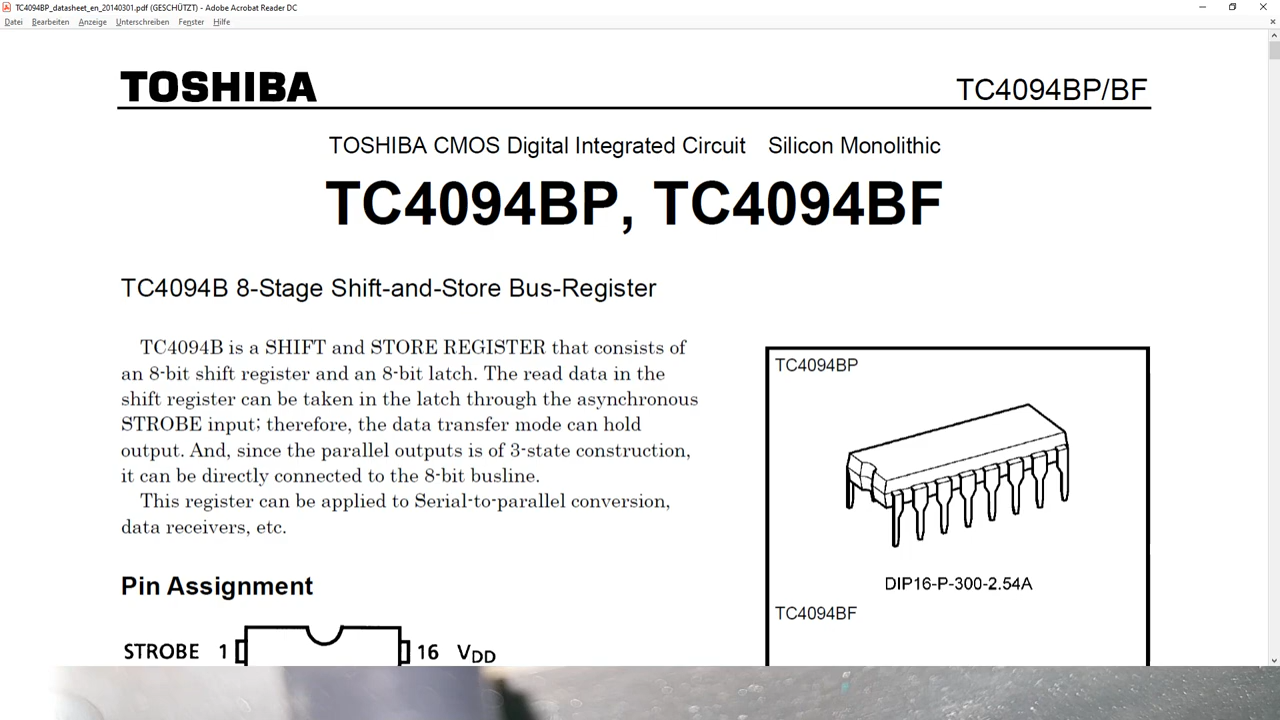 TC4094BP_datasheet_en_20140301.pdf (GESCHÜTZT) - Adobe Acrobat Reader DC
Datei Bearbeiten Anzeige Unterschreiben Fenster Hilfe
TOSHIBA
TC4094BP/BF
TOSHIBA CMOS Digital Integrated Circuit Silicon Monolithic
TC4094BP, TC4094BF
TC4094B 8-Stage Shift-and-Store Bus-Register
TC4094B is a SHIFT and STORE REGISTER that consists of
an 8-bit shift register and an 8-bit latch. The read data in the
shift register can be taken in the latch through the asynchronous
STROBE input; therefore, the data transfer mode can hold
output. And, since the parallel outputs is of 3-state construction,
it can be directly connected to the 8-bit busline.
This register can be applied to Serial-to-parallel conversion,
data receivers, etc.
TC4094BP
DIP16-P-300-2.54A
TC4094BF
Pin Assignment
STROBE 1 16 VDD